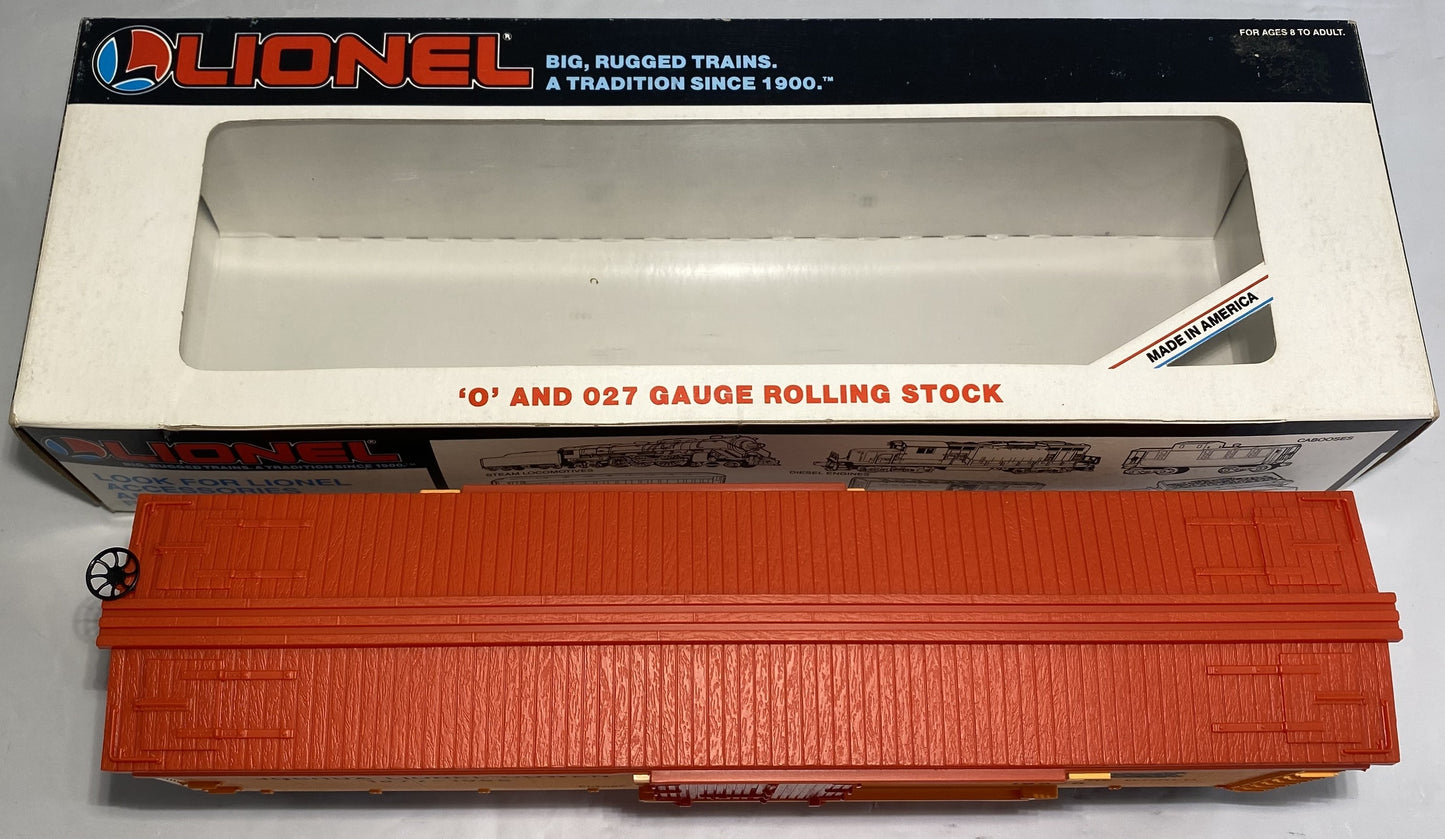 LIONEL®
BIG, RUGGED TRAINS.
A TRADITION SINCE 1900.™
FOR AGES 8 TO ADULT.
MADE IN AMERICA
‘O’ AND 027 GAUGE ROLLING STOCK
LIONEL®
BIG, RUGGED TRAINS. A TRADITION SINCE 1900.™
LOOK FOR LIONEL
ACCESSORIES
STEAM LOCOMOTIVES
DIESEL ENGINES
CABOOSES